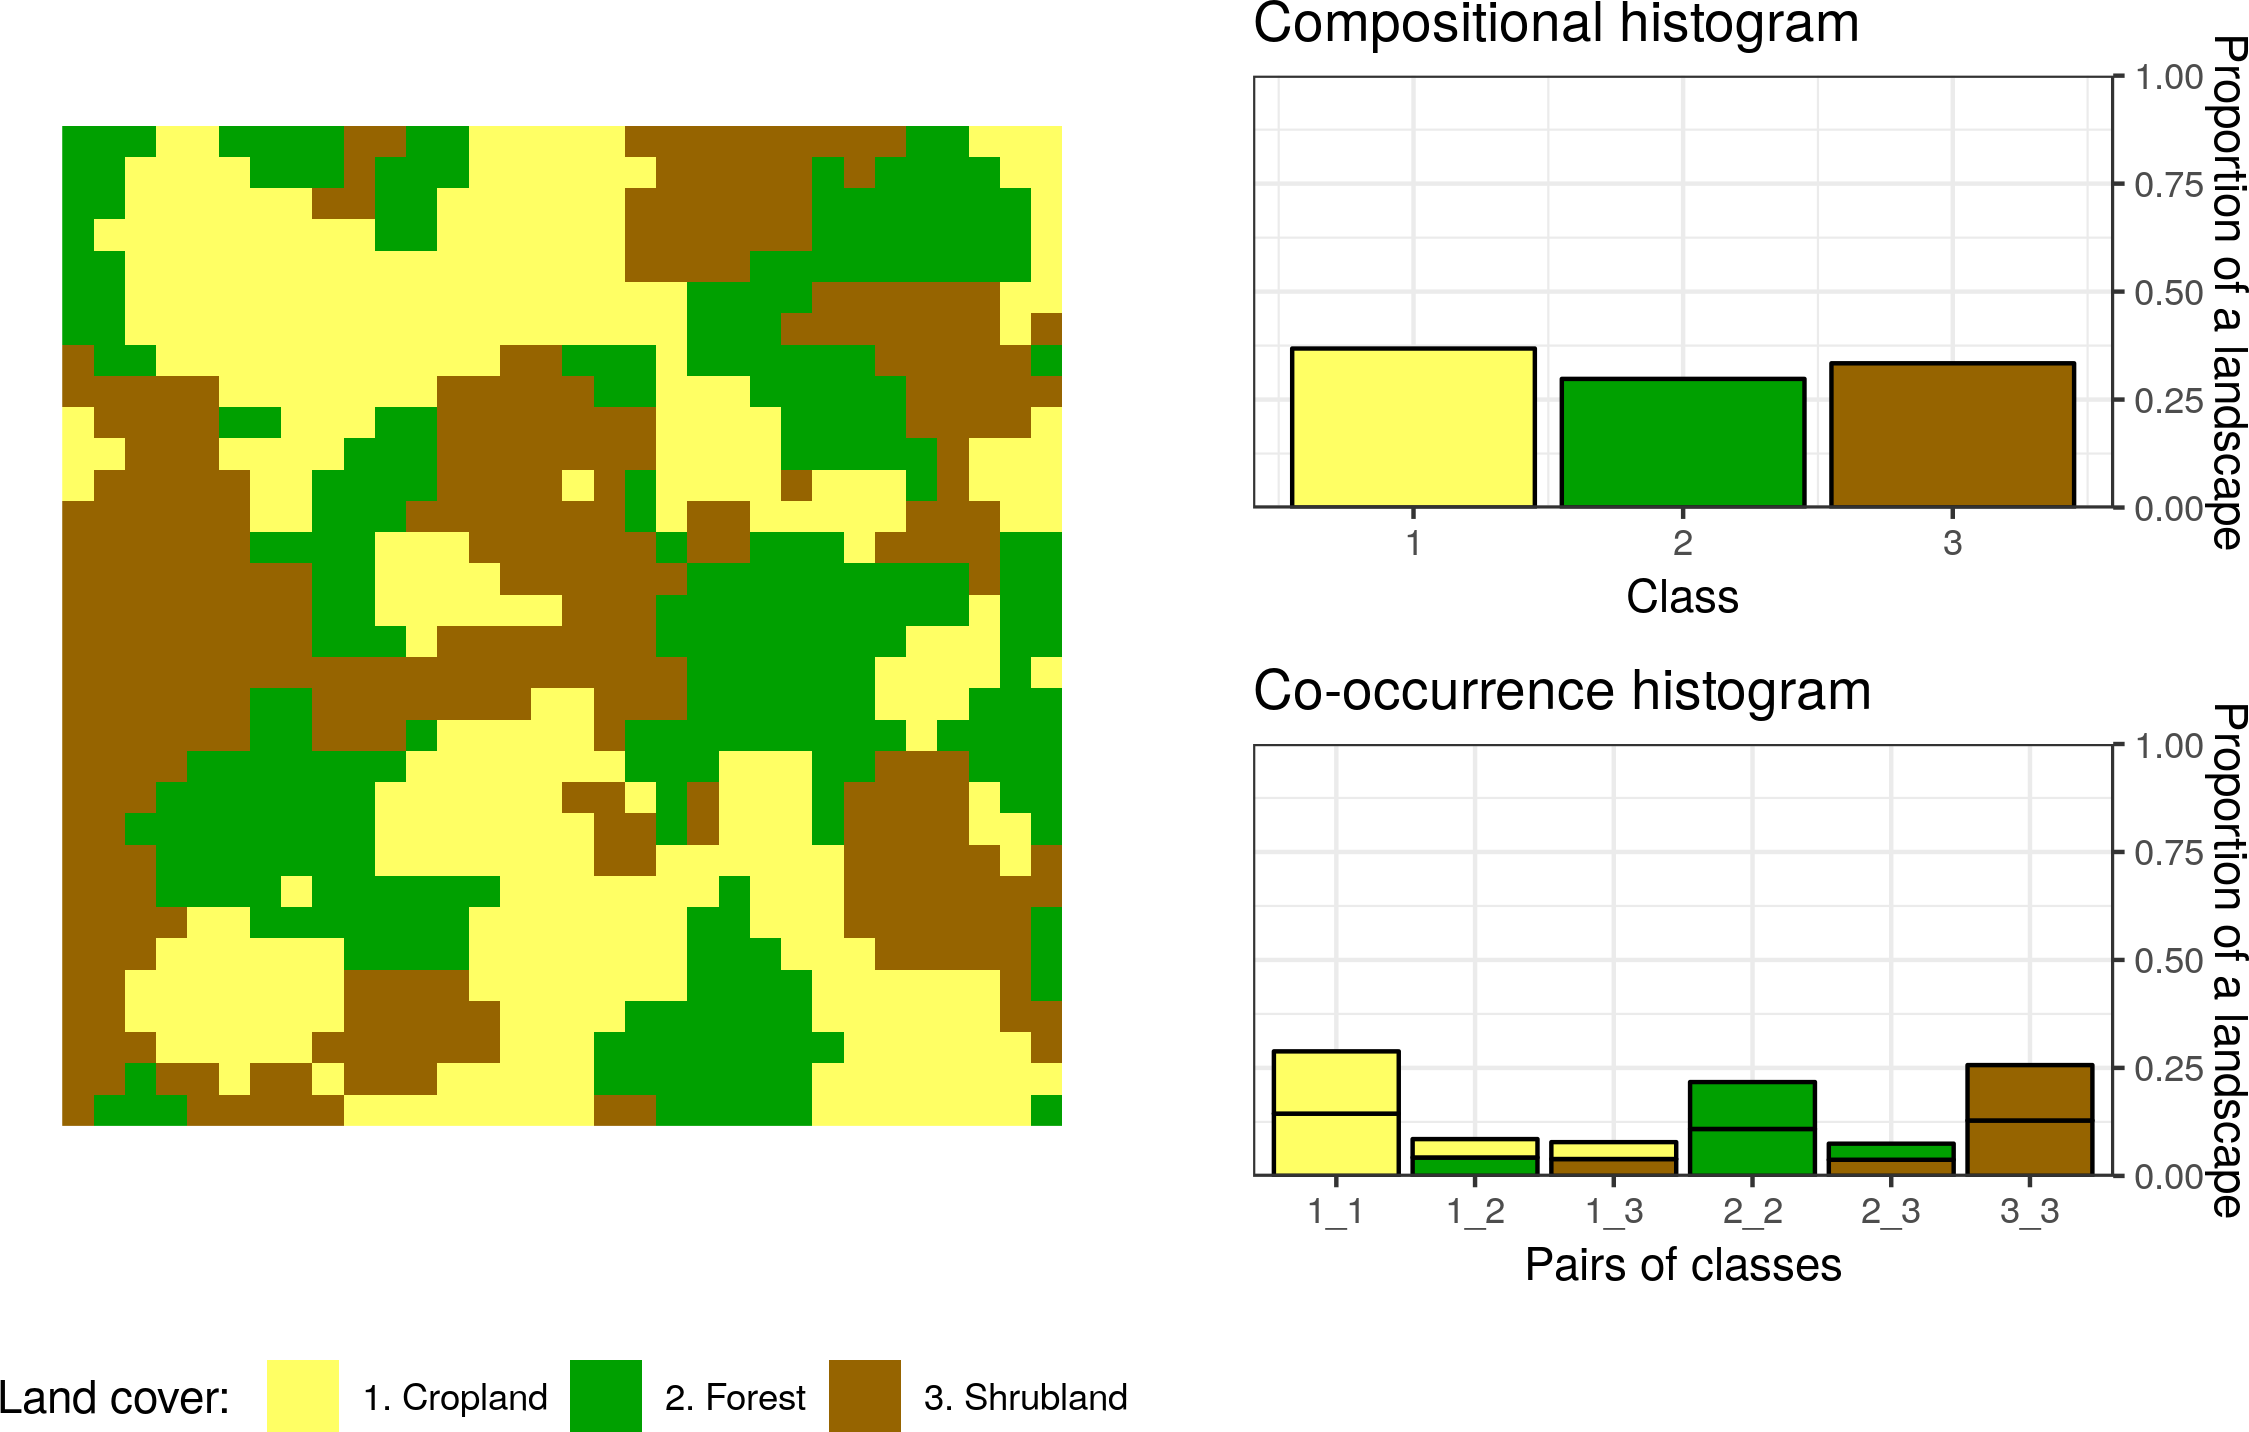 Compositional histogram
1.00
0.75
0.50
0.25
0.00
Proportion of a landscape
1 2 3
Class
Co-occurrence histogram
1.00
0.75
0.50
0.25
0.00
Proportion of a landscape
1_1 1_2 1_3 2_2 2_3 3_3
Pairs of classes
Land cover: 1. Cropland 2. Forest 3. Shrubland